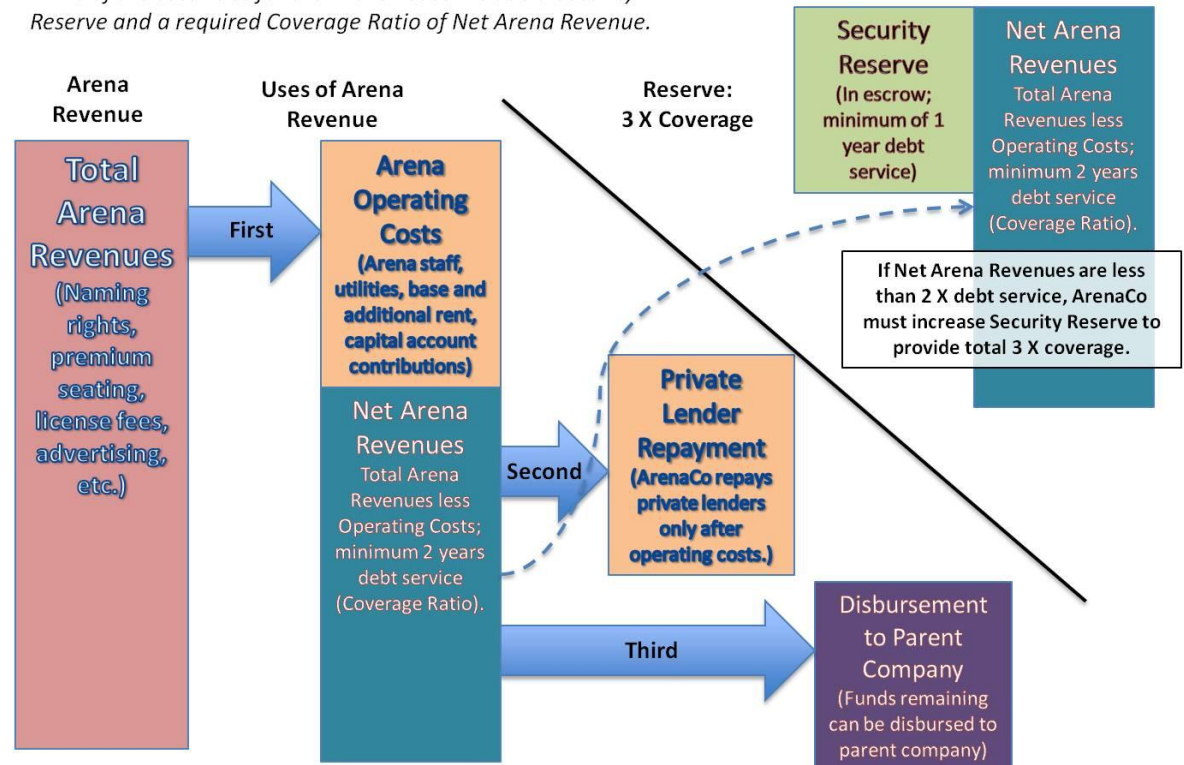 Reserve and a required Coverage Ratio of Net Arena Revenue.
Arena
Revenue
Total
Arena
Revenues
(Naming
rights,
premium
seating,
license fees,
advertising,
etc.)
First
Uses of Arena
Revenue
Arena
Operating
Costs
(Arena staff,
utilities, base and
additional rent,
capital account
contributions)
Net Arena
Revenues
Total Arena
Revenues less
Operating Costs;
minimum 2 years
debt service
(Coverage Ratio).
Second
Private
Lender
Repayment
(ArenaCo repays
private lenders
only after
operating costs.)
Third
Disbursement
to Parent
Company
(Funds remaining
can be disbursed to
parent company)
Reserve:
3 X Coverage
Security
Reserve
(In escrow;
minimum of 1
year debt
service)
Net Arena
Revenues
Total Arena
Revenues less
Operating Costs;
minimum 2 years
debt service
(Coverage Ratio).
If Net Arena Revenues are less
than 2 X debt service, ArenaCo
must increase Security Reserve to
provide total 3 X coverage.